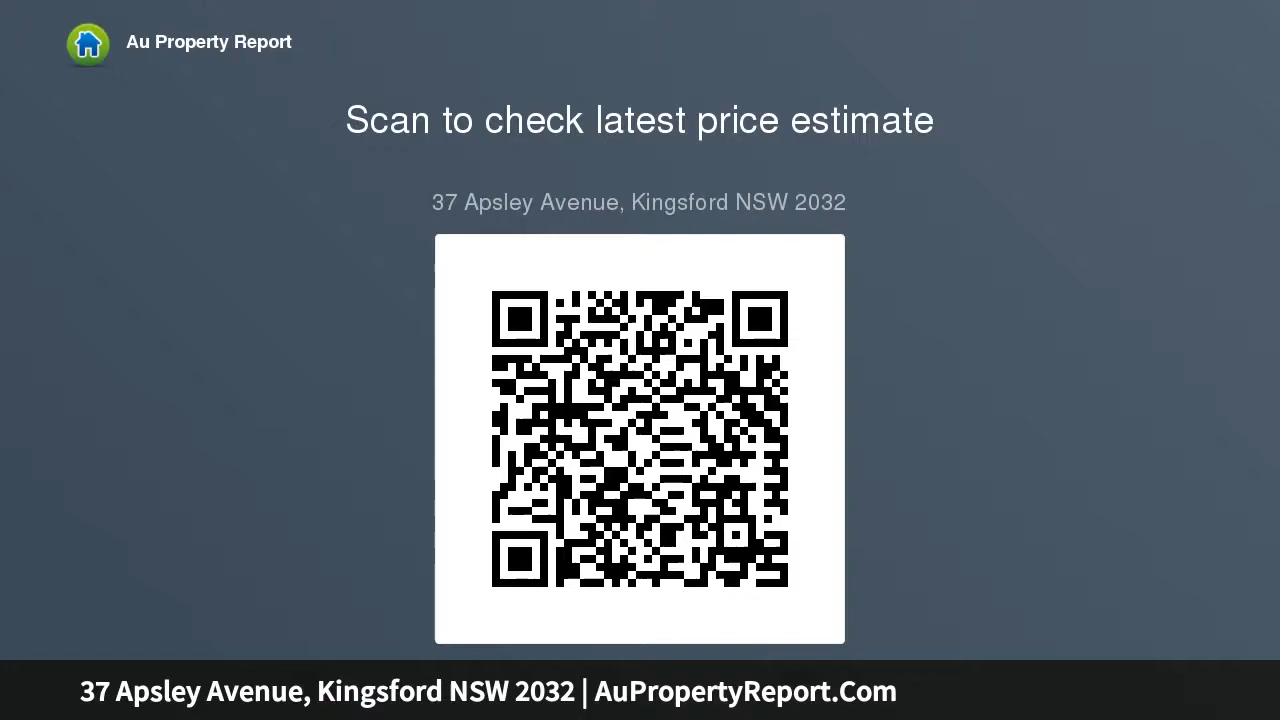 Au Property Report
Scan to check latest price estimate
37 Apsley Avenue, Kingsford NSW 2032
37 Apsley Avenue, Kingsford NSW 2032 | AuPropertyReport.Com